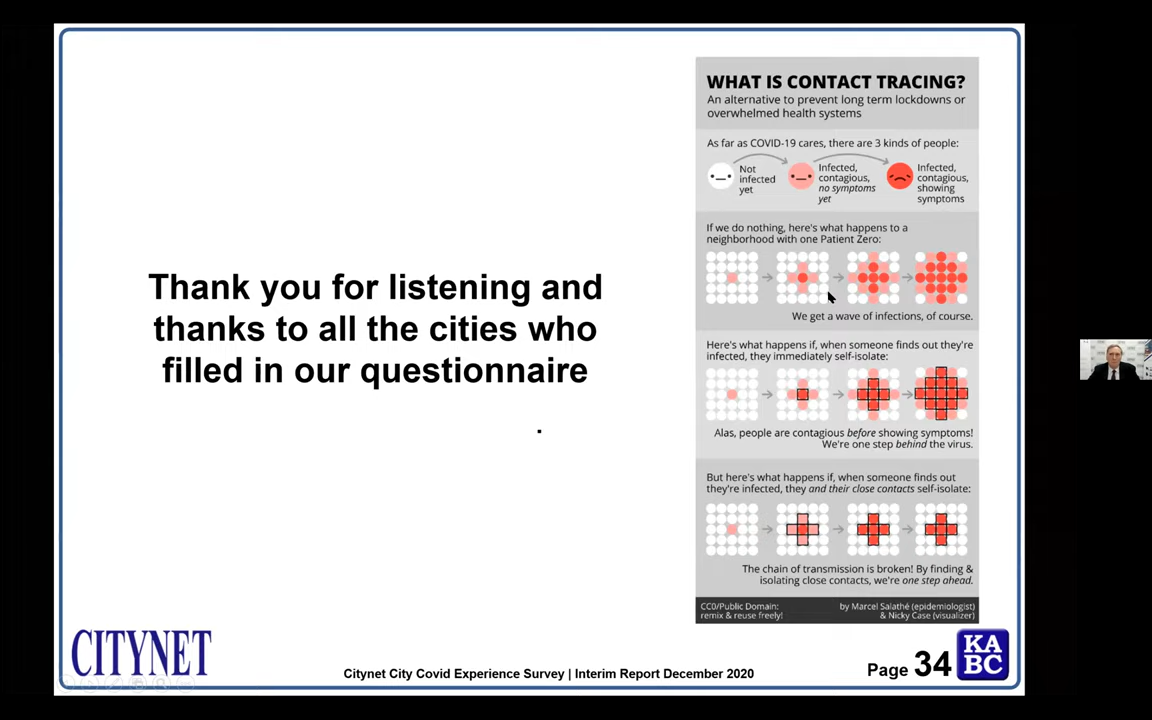 WHAT IS CONTACT TRACING?
An alternative to prevent long term lockdowns or
overwhelmed health systems
As far as COVID-19 cares, there are 3 kinds of people:
Not
infected
yet
Infected,
contagious,
no symptoms
yet
Infected,
contagious,
showing
symptoms
If we do nothing, here's what happens to a
neighborhood with one Patient Zero:
We get a wave of infections, of course.
Here's what happens if, when someone finds out they're
infected, they immediately self-isolate:
Alas, people are contagious before showing symptoms!
We're one step behind the virus.
But here's what happens if, when someone finds out
they're infected, they and their close contacts self-isolate:
The chain of transmission is broken! By finding &
isolating close contacts, we're one step ahead.
CC0/Public Domain:
remix & reuse freely!
by Marcel Salathé (epidemiologist)
& Nicky Case (visualizer)
Thank you for listening and
thanks to all the cities who
filled in our questionnaire
.
CITYNET
Citynet City Covid Experience Survey | Interim Report December 2020
Page 34
KA
BC